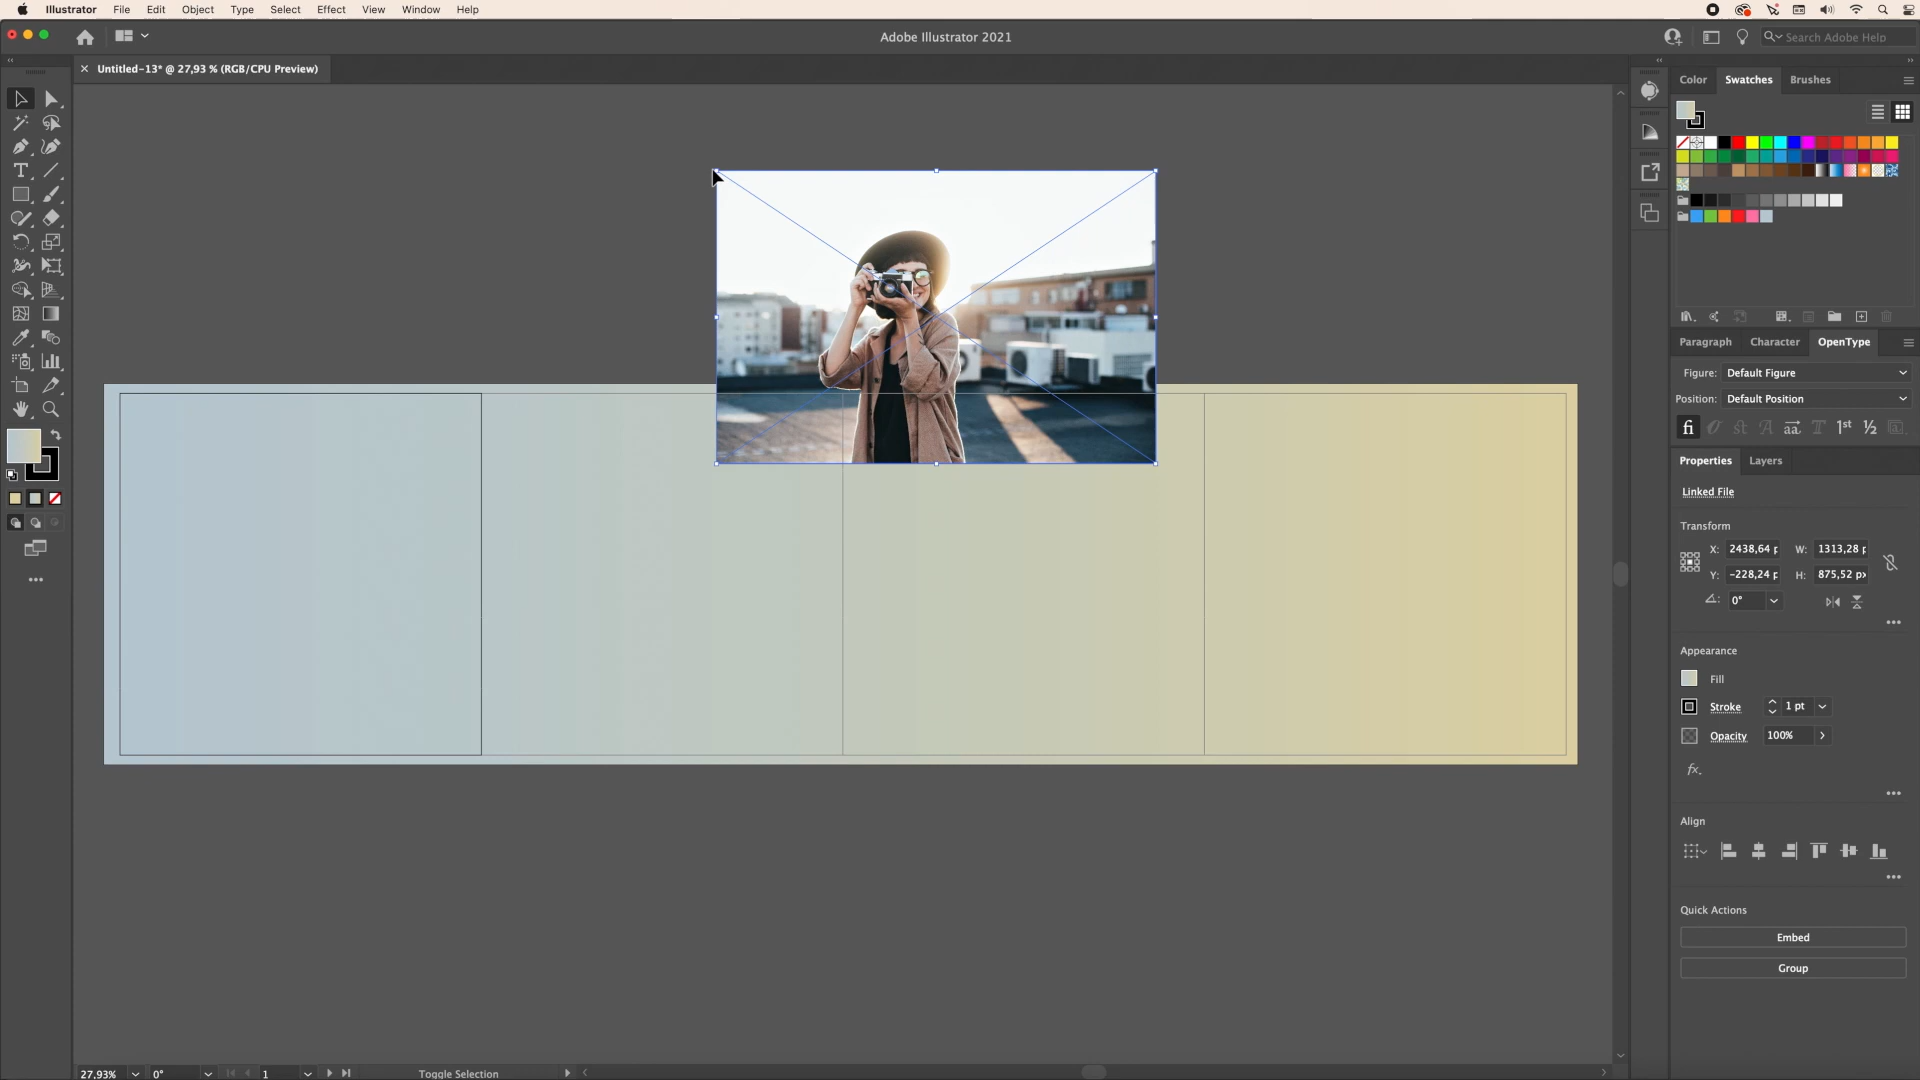 Illustrator File Edit Object Type Select Effect View Window Help
Adobe Illustrator 2021
Search Adobe Help
Untitled-13* @ 27,93 % (RGB/CPU Preview)
Color Swatches Brushes
Paragraph Character OpenType
Figure: Default Figure
Position: Default Position
Properties Layers
Linked File
Transform
X: 2438,64 W: 1313,28
Y: -228,24 H: 875,52 px
0°
Appearance
Fill
Stroke 1 pt
Opacity 100%
fx.
Align
Quick Actions
Embed
Group
27,93% 0° 1 Toggle Selection